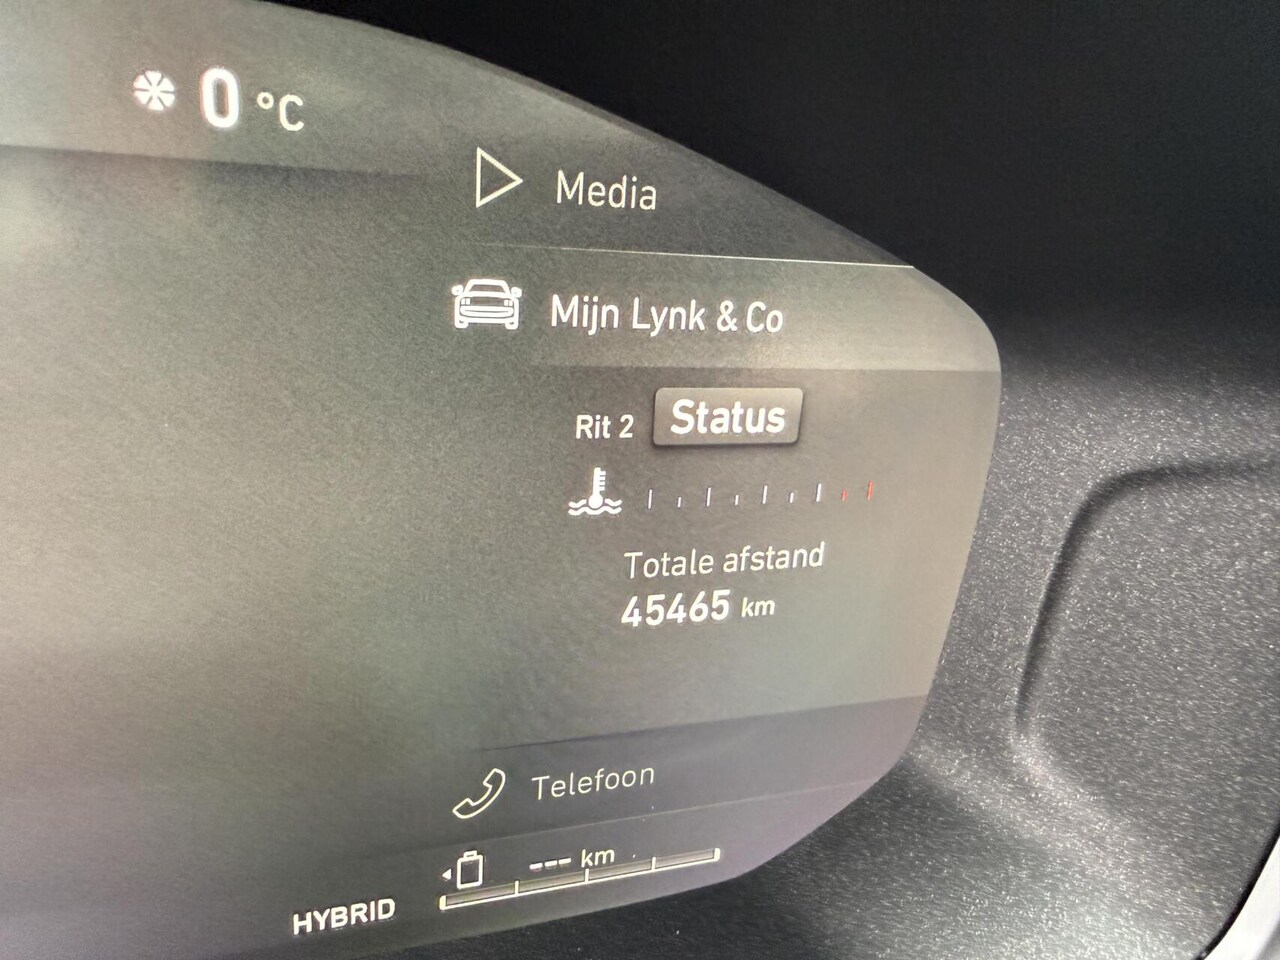 0 °C
Media
Mijn Lynk & Co
Rit 2 Status
Totale afstand
45465 km
Telefoon
--- km
HYBRID